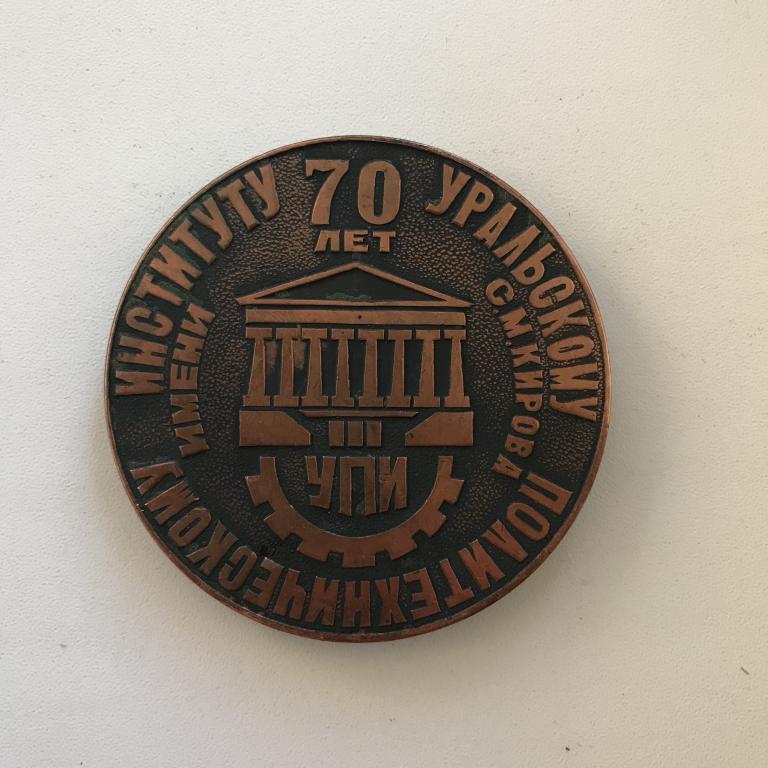 70
ЛЕТ
УРАЛЬСКОМУ ПОЛИТЕХНИЧЕСКОМУ ИНСТИТУТУ
ИМЕНИ С.М.КИРОВА
УПИ